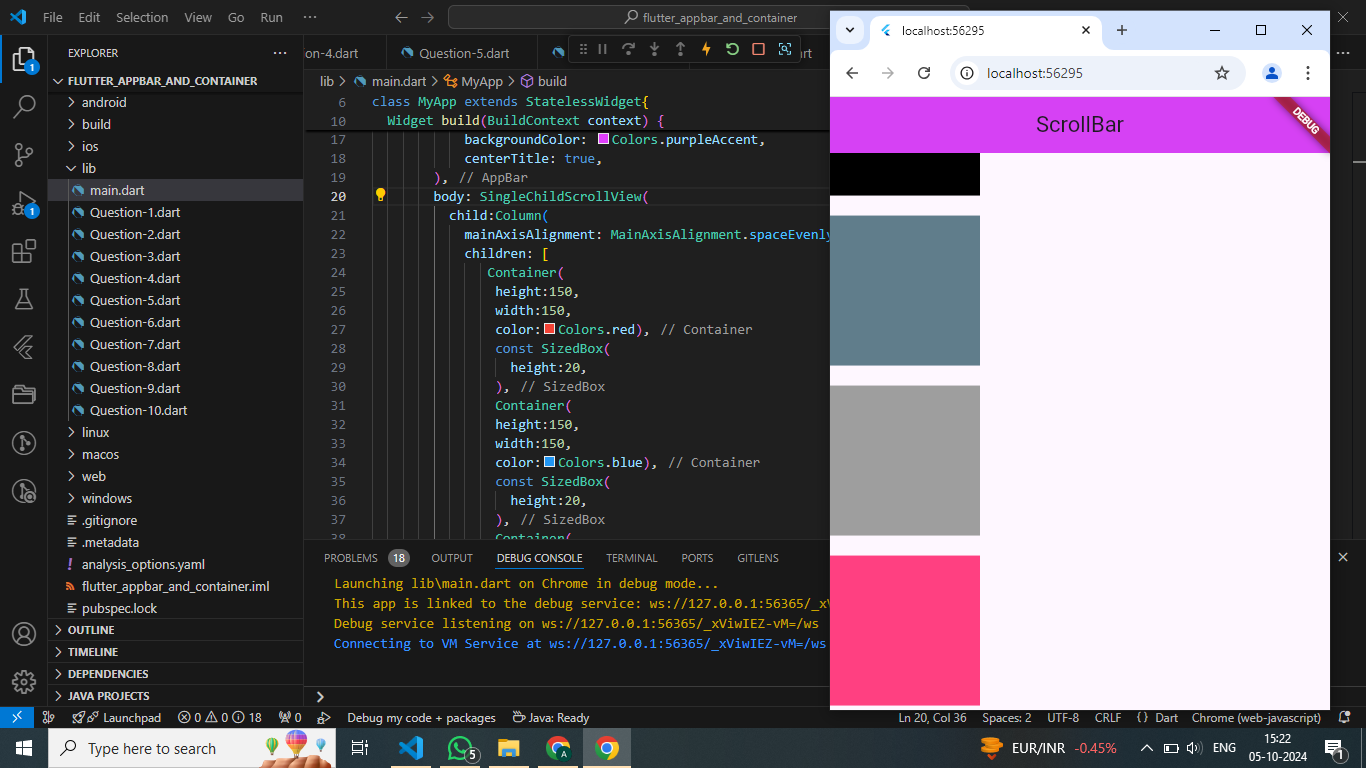 File Edit Selection View Go Run ··· flutter_appbar_and_container
localhost:56295
localhost:56295
EXPLORER
FLUTTER_APPBAR_AND_CONTAINER
android
build
ios
lib
main.dart
Question-1.dart
Question-2.dart
Question-3.dart
Question-4.dart
Question-5.dart
Question-6.dart
Question-7.dart
Question-8.dart
Question-9.dart
Question-10.dart
linux
macos
web
windows
.gitignore
.metadata
analysis_options.yaml
flutter_appbar_and_container.iml
pubspec.lock
OUTLINE
TIMELINE
DEPENDENCIES
JAVA PROJECTS
on-4.dart Question-5.dart rt
lib > main.dart > MyApp > build
6 class MyApp extends StatelessWidget{
10 Widget build(BuildContext context) {
17 backgroundColor: Colors.purpleAccent,
18 centerTitle: true,
19 ), // AppBar
20 body: SingleChildScrollView(
21 child:Column(
22 mainAxisAlignment: MainAxisAlignment.spaceEvenly
23 children: [
24 Container(
25 height:150,
26 width:150,
27 color: Colors.red), // Container
28 const SizedBox(
29 height:20,
30 ), // SizedBox
31 Container(
32 height:150,
33 width:150,
34 color: Colors.blue), // Container
35 const SizedBox(
36 height:20,
37 ), // SizedBox
38 Container(
PROBLEMS 18 OUTPUT DEBUG CONSOLE TERMINAL PORTS GITLENS
Launching lib\main.dart on Chrome in debug mode...
This app is linked to the debug service: ws://127.0.0.1:56365/_xV
Debug service listening on ws://127.0.0.1:56365/_xViwIEZ-vM=/ws
Connecting to VM Service at ws://127.0.0.1:56365/_xViwIEZ-vM=/ws
ScrollBar
DEBUG
Launchpad 0 0 18 0 Debug my code + packages Java: Ready Ln 20, Col 36 Spaces: 2 UTF-8 CRLF {} Dart Chrome (web-javascript)
Type here to search 5 A EUR/INR -0.45% ENG 15:22
05-10-2024
1